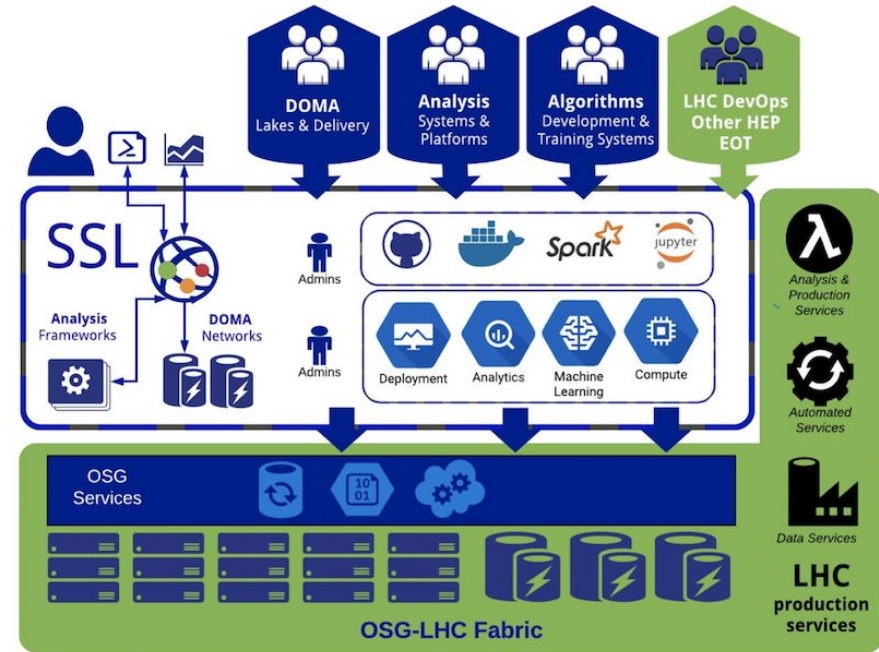 DOMA
Lakes & Delivery
Analysis
Systems &
Platforms
Algorithms
Development &
Training Systems
LHC DevOps
Other HEP
EOT
SSL
Analysis
Frameworks
DOMA
Networks
Admins
Spark
jupyter
Admins
Deployment
Analytics
Machine
Learning
Compute
λ
Analysis &
Production
Services
Automated
Services
Data Services
LHC
production
services
OSG
Services
10
01
OSG-LHC Fabric